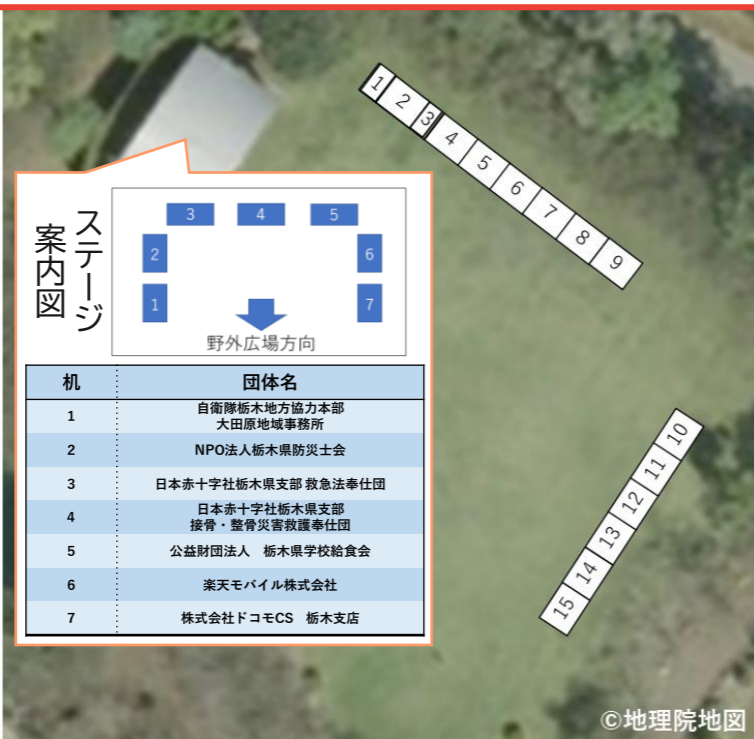 1
2
3
4
5
6
7
8
9
10
11
12
13
14
15
ステージ
案内図
3 4 5
2 6
1 7
野外広場方向
机 団体名
1 自衛隊栃木地方協力本部
大田原地域事務所
2 NPO法人栃木県防災士会
3 日本赤十字社栃木県支部 救急法奉仕団
4 日本赤十字社栃木県支部
接骨・整骨災害救護奉仕団
5 公益財団法人 栃木県学校給食会
6 楽天モバイル株式会社
7 株式会社ドコモCS 栃木支店
©地理院地図